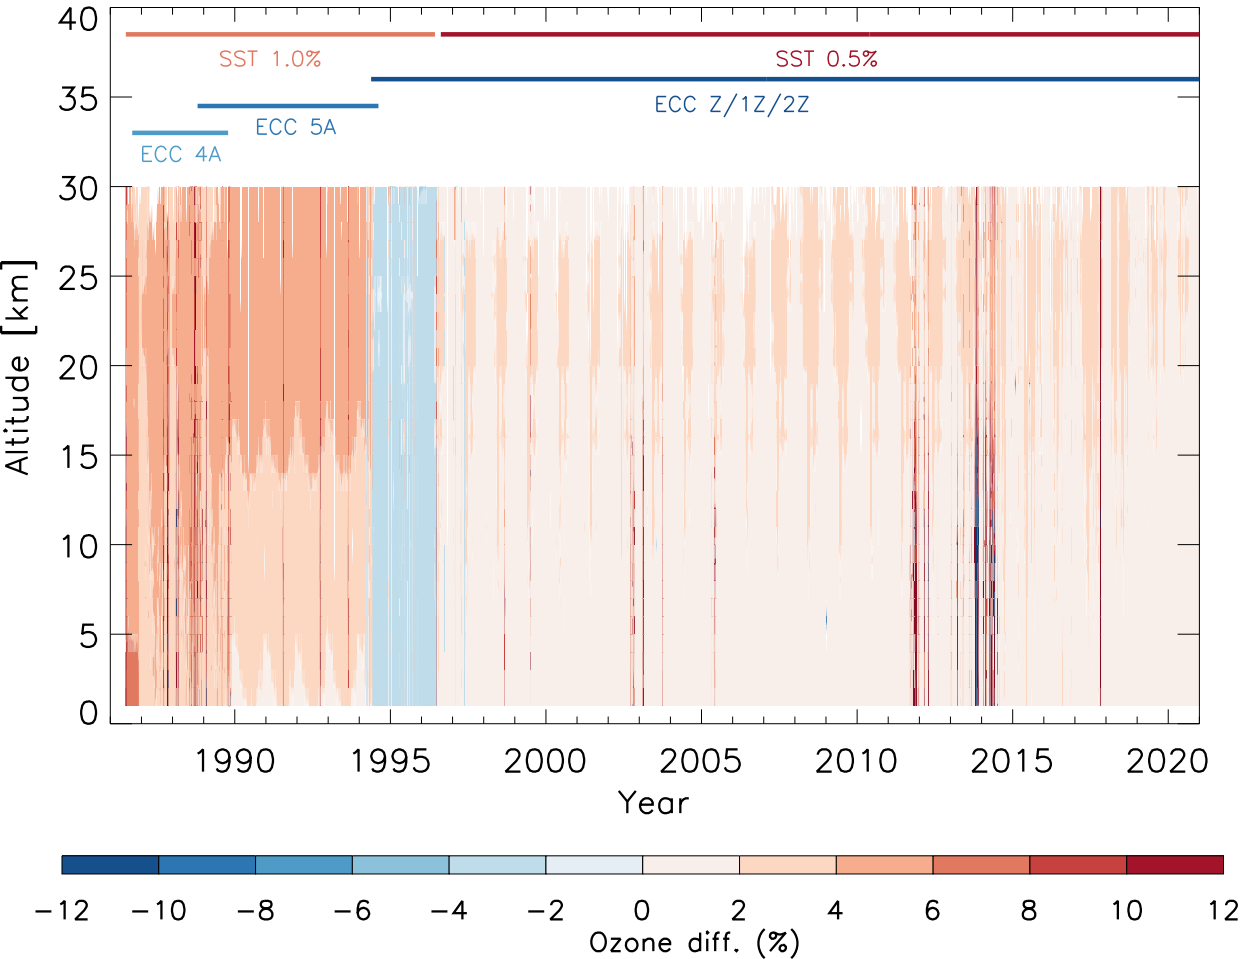 40
SST 1.0%
SST 0.5%
35
ECC Z/1Z/2Z
ECC 5A
ECC 4A
30
25
20
15
10
5
0
Altitude [km]
1990 1995 2000 2005 2010 2015 2020
Year
−12 −10 −8 −6 −4 −2 0 2 4 6 8 10 12
Ozone diff. (%)